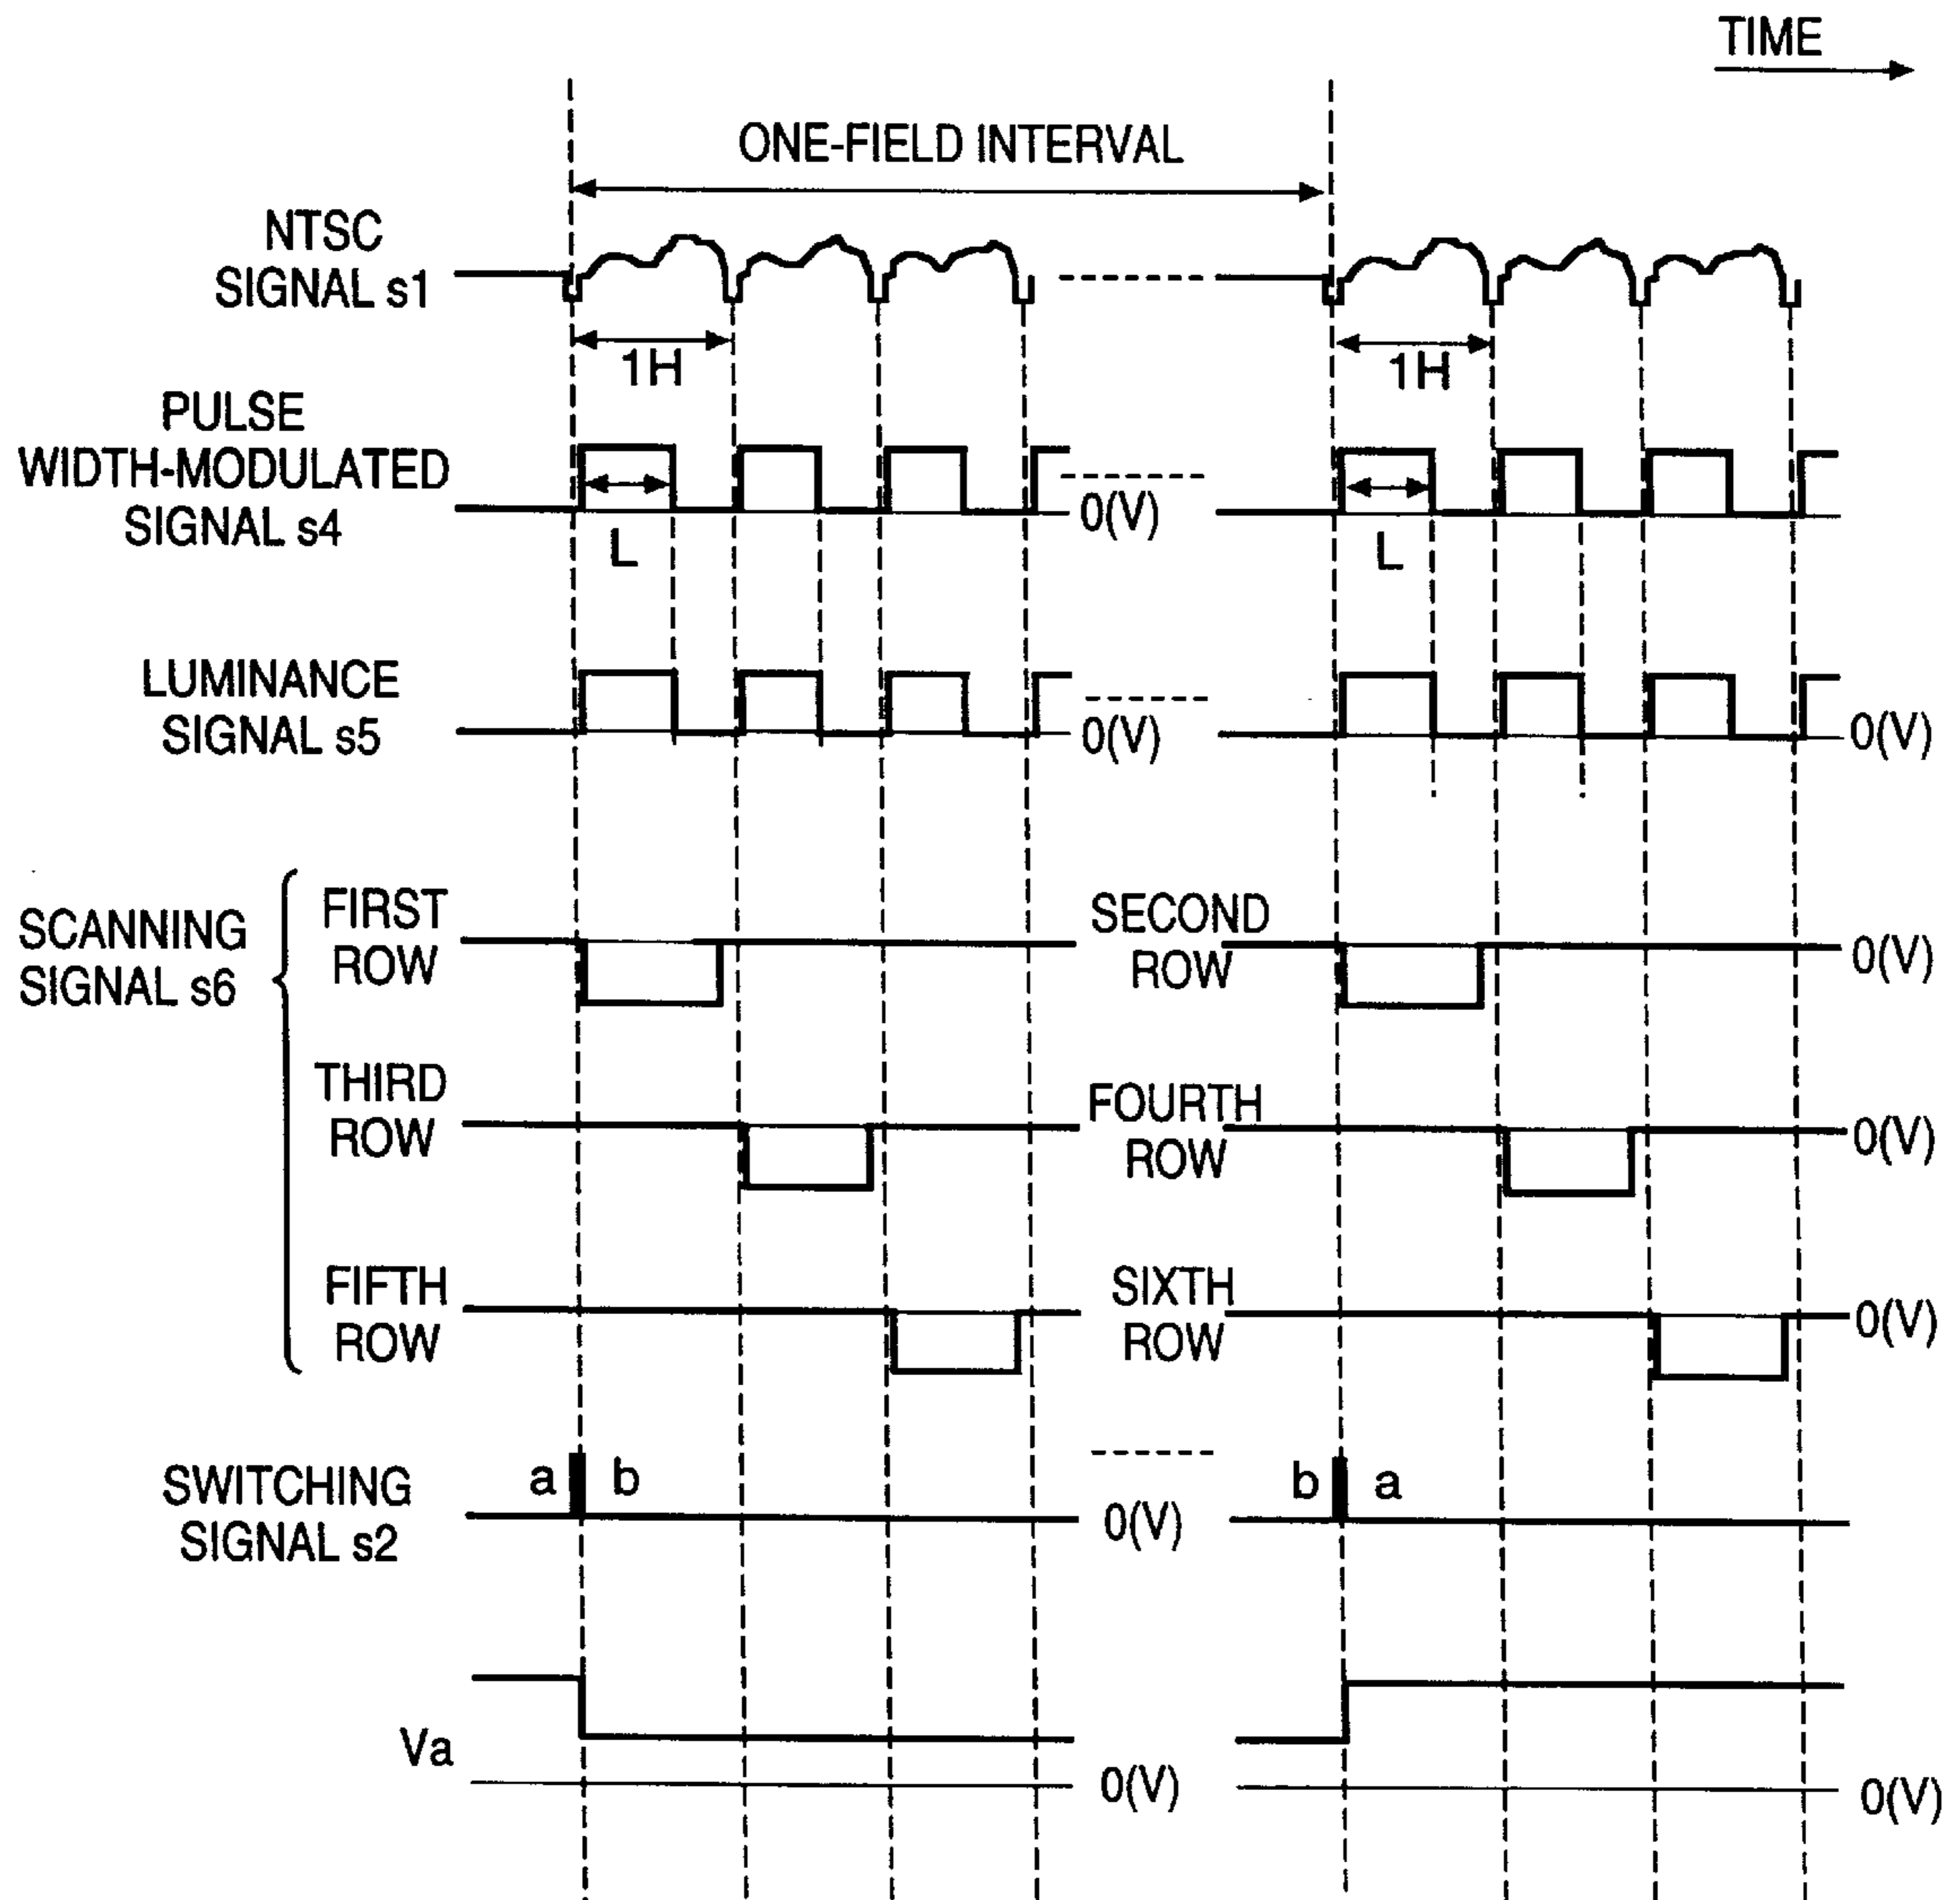 TIME
ONE-FIELD INTERVAL
NTSC
SIGNAL s1
1H
1H
PULSE
WIDTH-MODULATED
SIGNAL s4
L
0(V)
L
LUMINANCE
SIGNAL s5
0(V)
0(V)
SCANNING
SIGNAL s6
FIRST
ROW
SECOND
ROW
0(V)
THIRD
ROW
FOURTH
ROW
0(V)
FIFTH
ROW
SIXTH
ROW
0(V)
SWITCHING
SIGNAL s2
a b
0(V)
b a
Va
0(V)
0(V)